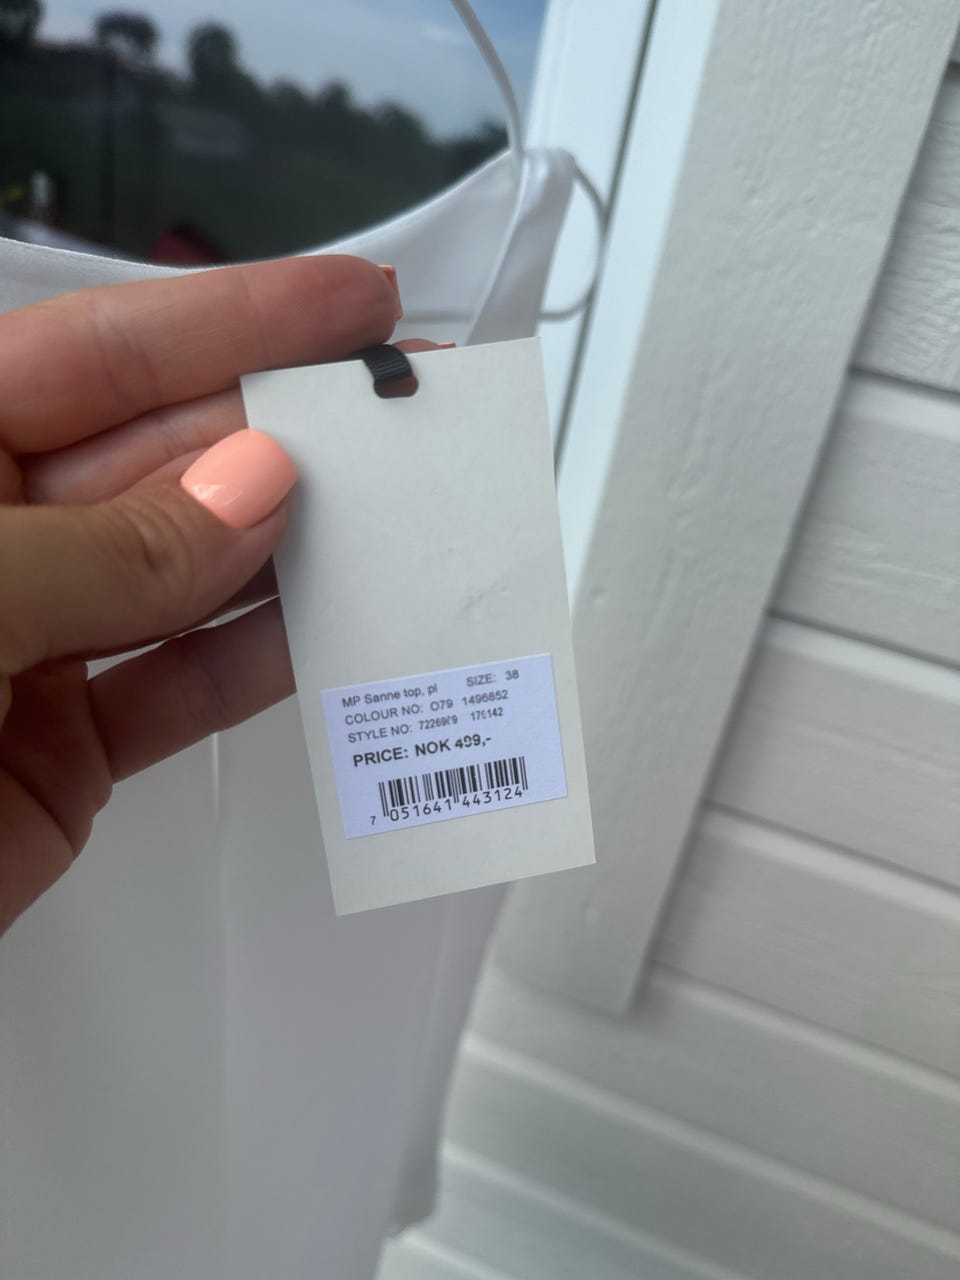 MP Sanne top, pl SIZE: 38
COLOUR NO: O79 1496852
STYLE NO:
PRICE: NOK 499,-
7 051641 443124